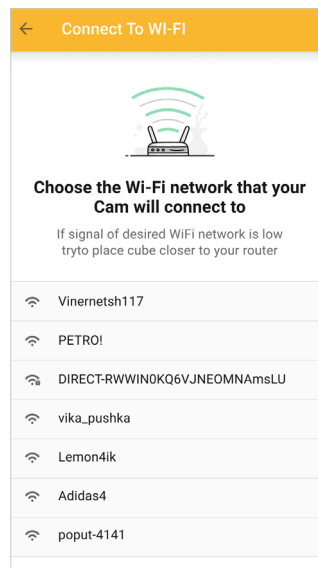 Connect To WI-FI
Choose the Wi-Fi network that your
Cam will connect to
If signal of desired WiFi network is low
tryto place cube closer to your router
Vinernetsh117
PETRO!
DIRECT-RWWIN0KQ6VJNEOMNAmsLU
vika_pushka
Lemon4ik
Adidas4
poput-4141